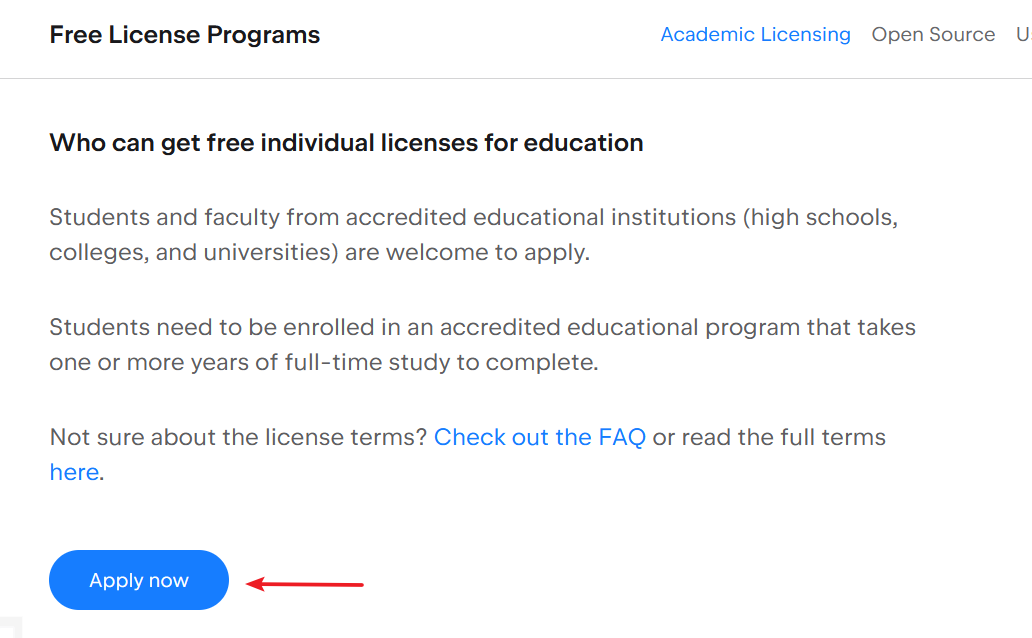 Free License Programs
Academic Licensing Open Source
Who can get free individual licenses for education
Students and faculty from accredited educational institutions (high schools,
colleges, and universities) are welcome to apply.
Students need to be enrolled in an accredited educational program that takes
one or more years of full-time study to complete.
Not sure about the license terms? Check out the FAQ or read the full terms
here.
Apply now